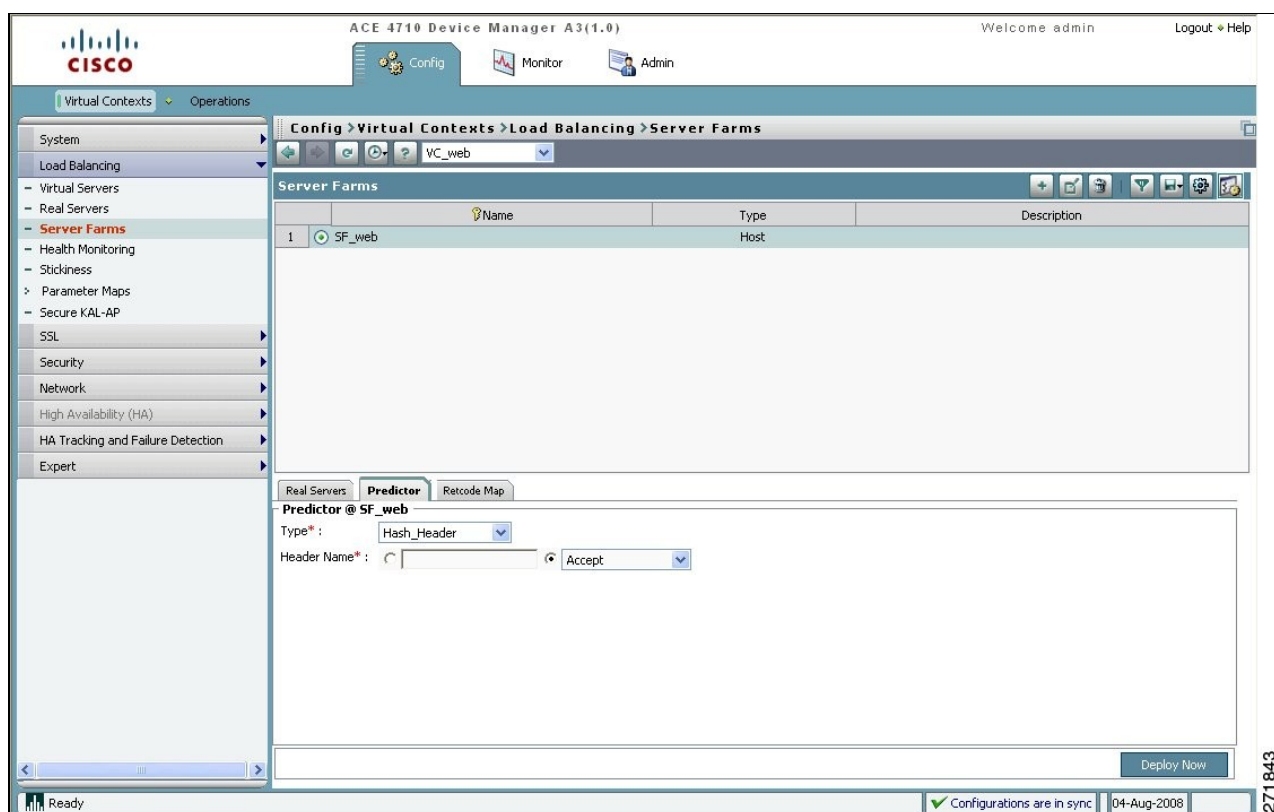 ACE 4710 Device Manager A3(1.0)
Welcome admin
Logout Help
CISCO
Config
Monitor
Admin
Virtual Contexts
Operations
Config >Virtual Contexts >Load Balancing >Server Farms
VC_web
System
Load Balancing
Virtual Servers
Real Servers
Server Farms
Health Monitoring
Stickiness
Parameter Maps
Secure KAL-AP
SSL
Security
Network
High Availability (HA)
HA Tracking and Failure Detection
Expert
Server Farms
Name Type Description
1 SF_web Host
Real Servers Predictor Retcode Map
Predictor @ SF_web
Type* : Hash_Header
Header Name* : Accept
Deploy Now
Ready
Configurations are in sync
04-Aug-2008
271843